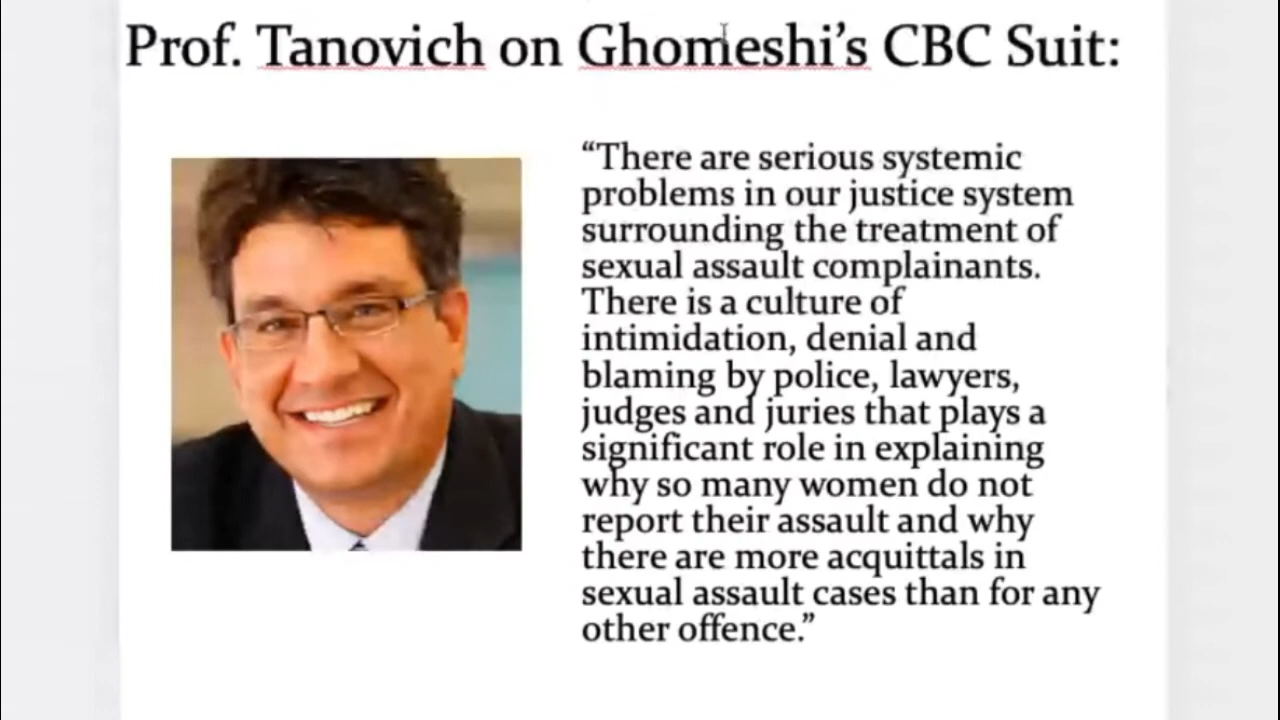 Prof. Tanovich on Ghomeshi’s CBC Suit:
“There are serious systemic
problems in our justice system
surrounding the treatment of
sexual assault complainants.
There is a culture of
intimidation, denial and
blaming by police, lawyers,
judges and juries that plays a
significant role in explaining
why so many women do not
report their assault and why
there are more acquittals in
sexual assault cases than for any
other offence.”